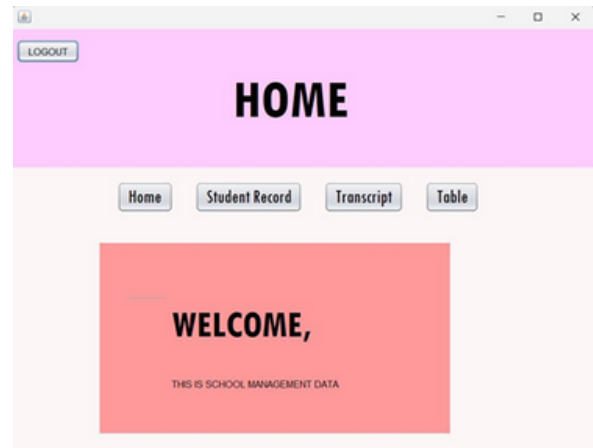 LOGOUT
HOME
Home Student Record Transcript Table
WELCOME,
THIS IS SCHOOL MANAGEMENT DATA